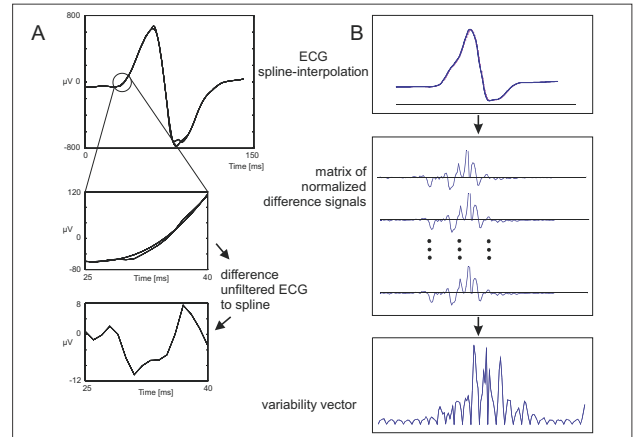 A
800
µV 0
-800
0
150
Time [ms]
120
µV
0
-80
25
Time [ms]
40
difference
unfiltered ECG
to spline
8
0
µV
-12
25
Time [ms]
40
B
ECG
spline-interpolation
matrix of
normalized
difference signals
variability vector